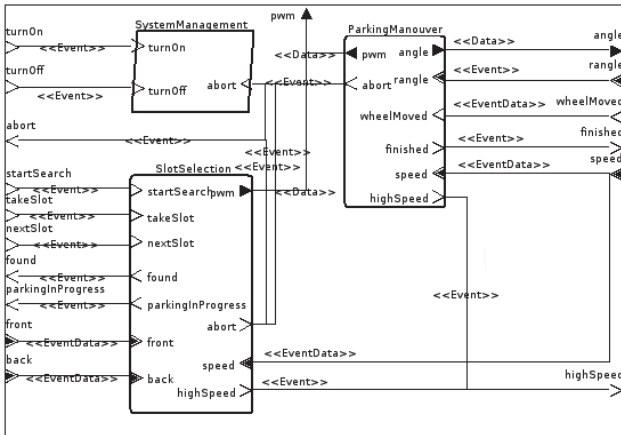 pwm
SystemManagement
ParkingManouver
turnOn
<<Event>>
turnOn
<<Data>>
pwm
angle
<<Data>>
angle
turnOff
<<Event>>
turnOff
abort
<<Event>>
abort
rangle
<<Event>>
rangle
wheelMoved
<<EventData>>
wheelMoved
abort
<<Event>>
<<Event>>
finished
<<Event>>
finished
SlotSelection
<<Event>>
speed
<<EventData>>
speed
startSearch
<<Event>>
startSearch
pwm
<<Data>>
highSpeed
takeSlot
<<Event>>
takeSlot
nextSlot
<<Event>>
nextSlot
found
<<Event>>
found
parkingInProgress
<<Event>>
parkingInProgress
<<Event>>
front
<<EventData>>
front
abort
back
<<EventData>>
back
speed
<<EventData>>
highSpeed
<<Event>>
highSpeed